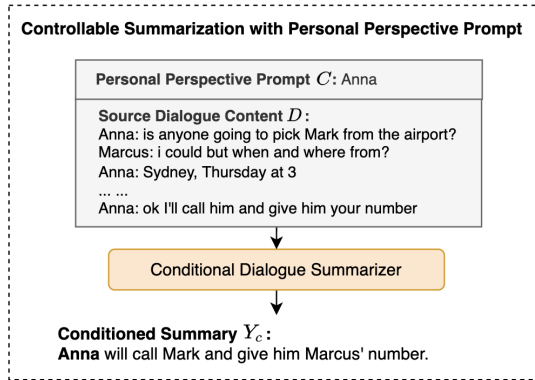 Controllable Summarization with Personal Perspective Prompt
Personal Perspective Prompt C: Anna
Source Dialogue Content D:
Anna: is anyone going to pick Mark from the airport?
Marcus: i could but when and where from?
Anna: Sydney, Thursday at 3
... ...
Anna: ok I'll call him and give him your number
Conditional Dialogue Summarizer
Conditioned Summary Yc:
Anna will call Mark and give him Marcus' number.